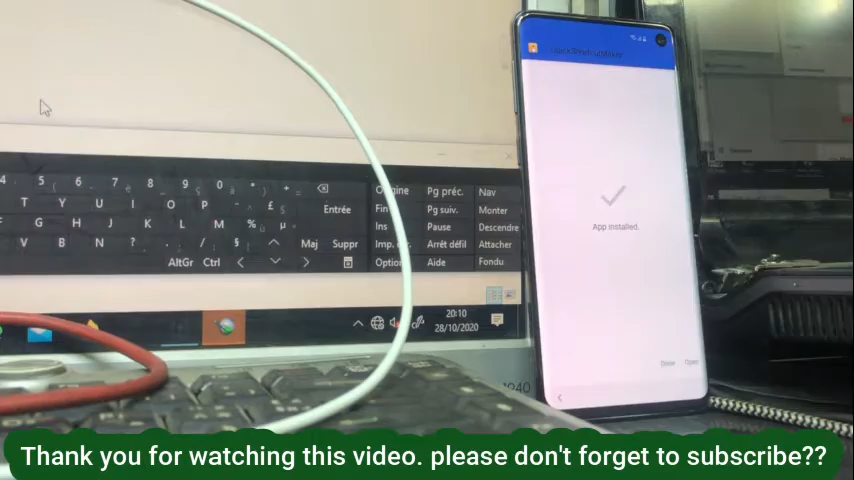 App installed.
Done Open
4 5 6 7 8 9 0
T Y U I O P £
Entrée
G H J K L M % µ
V B N ? . / §
Maj Suppr
AltGr Ctrl
Pg préc. Nav
Fin Pg suiv. Monter
Ins Pause Descendre
Arrêt défil Attacher
Aide Fondu
20:10
28/10/2020
Thank you for watching this video. please don't forget to subscribe??